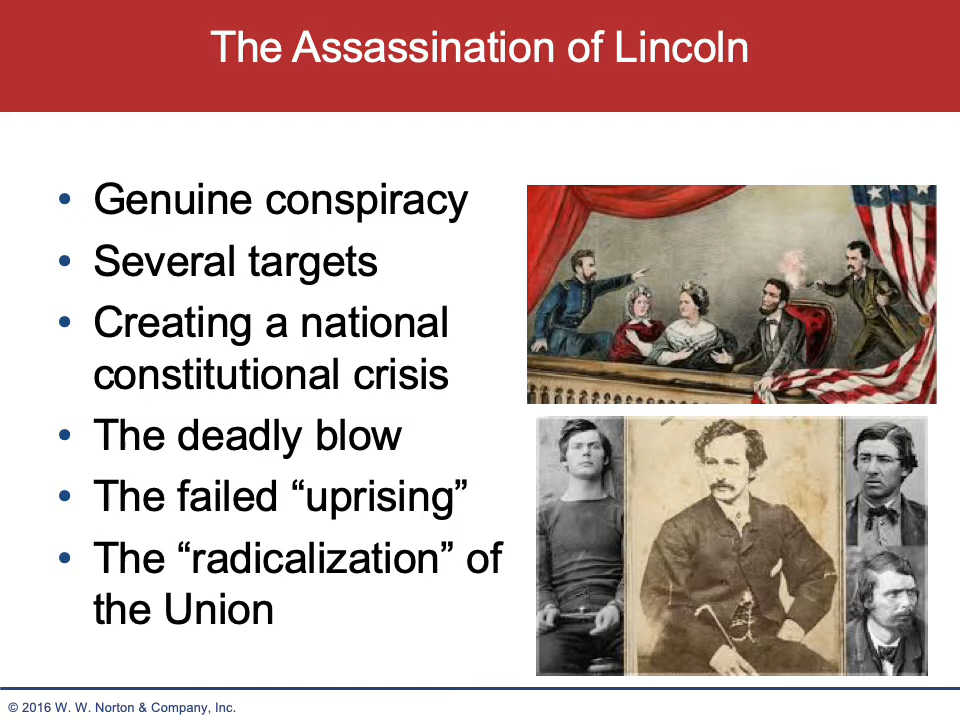 The Assassination of Lincoln
• Genuine conspiracy
• Several targets
• Creating a national
constitutional crisis
• The deadly blow
• The failed “uprising”
• The “radicalization” of
the Union
© 2016 W. W. Norton & Company, Inc.